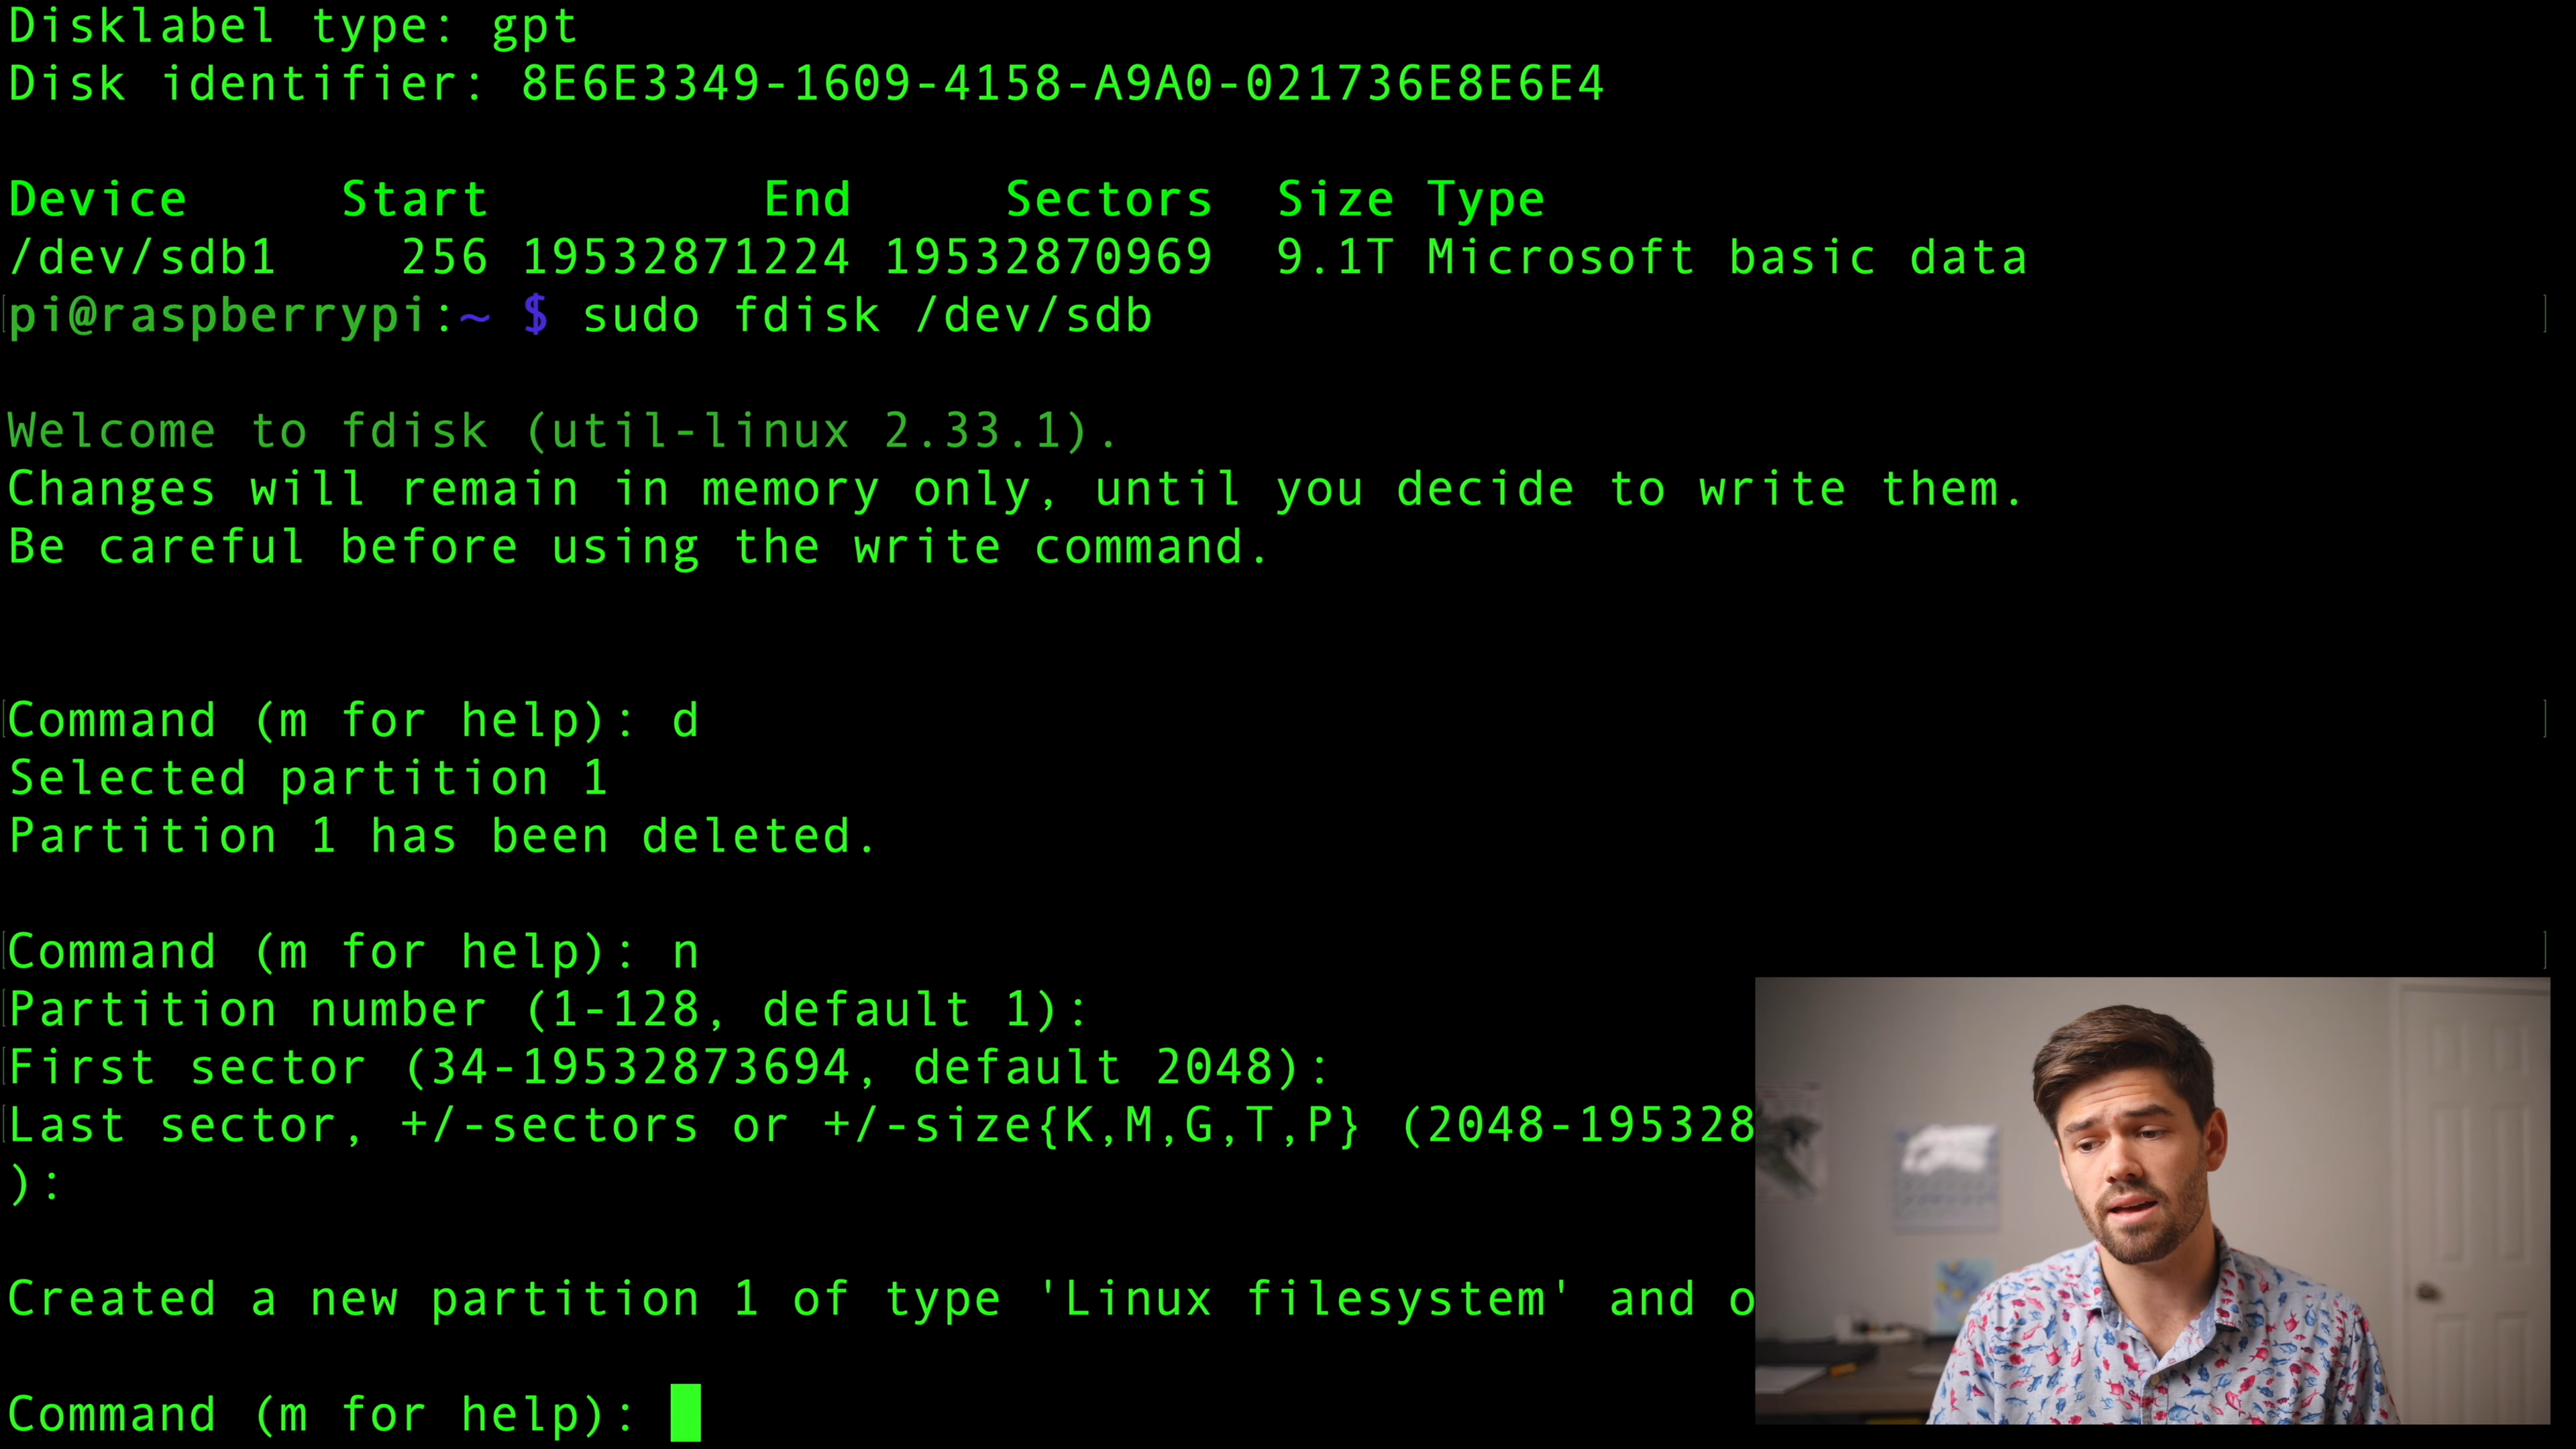 Disklabel type: gpt
Disk identifier: 8E6E3349-1609-4158-A9A0-021736E8E6E4
Device Start End Sectors Size Type
/dev/sdb1 256 19532871224 19532870969 9.1T Microsoft basic data
pi@raspberrypi:~ $ sudo fdisk /dev/sdb
Welcome to fdisk (util-linux 2.33.1).
Changes will remain in memory only, until you decide to write them.
Be careful before using the write command.
Command (m for help): d
Selected partition 1
Partition 1 has been deleted.
Command (m for help): n
Partition number (1-128, default 1):
First sector (34-19532873694, default 2048):
Last sector, +/-sectors or +/-size{K,M,G,T,P} (2048-195328
):
Created a new partition 1 of type 'Linux filesystem' and o
Command (m for help):